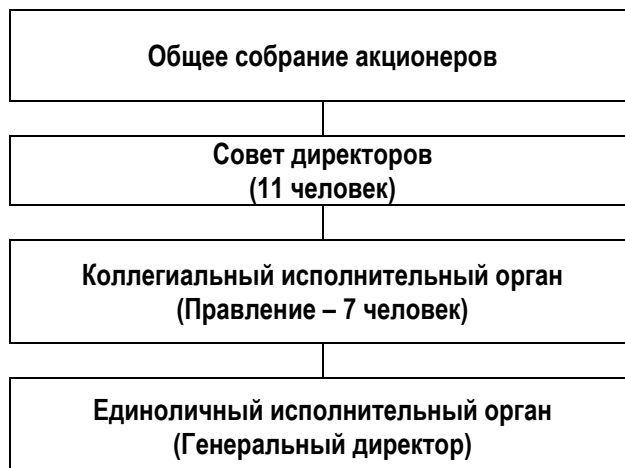 Общее собрание акционеров
Совет директоров
(11 человек)
Коллегиальный исполнительный орган
(Правление – 7 человек)
Единоличный исполнительный орган
(Генеральный директор)